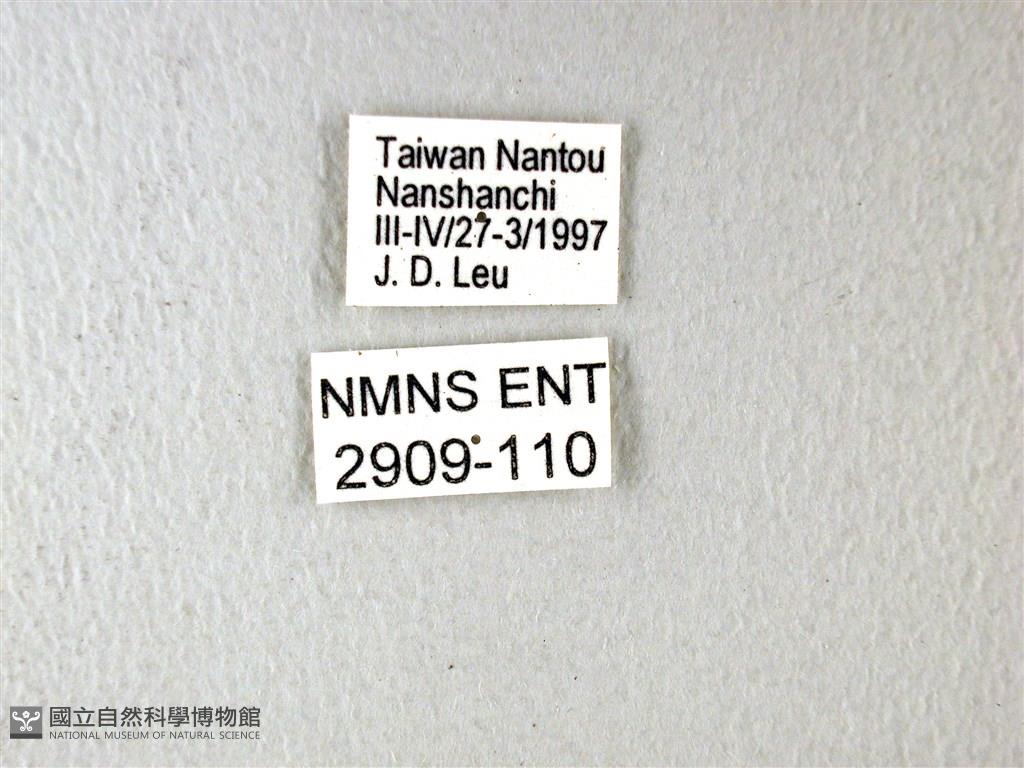 Taiwan Nantou
Nanshanchi
III-IV/27-3/1997
J. D. Leu
NMNS ENT
2909-110
國立自然科學博物館
NATIONAL MUSEUM OF NATURAL SCIENCE